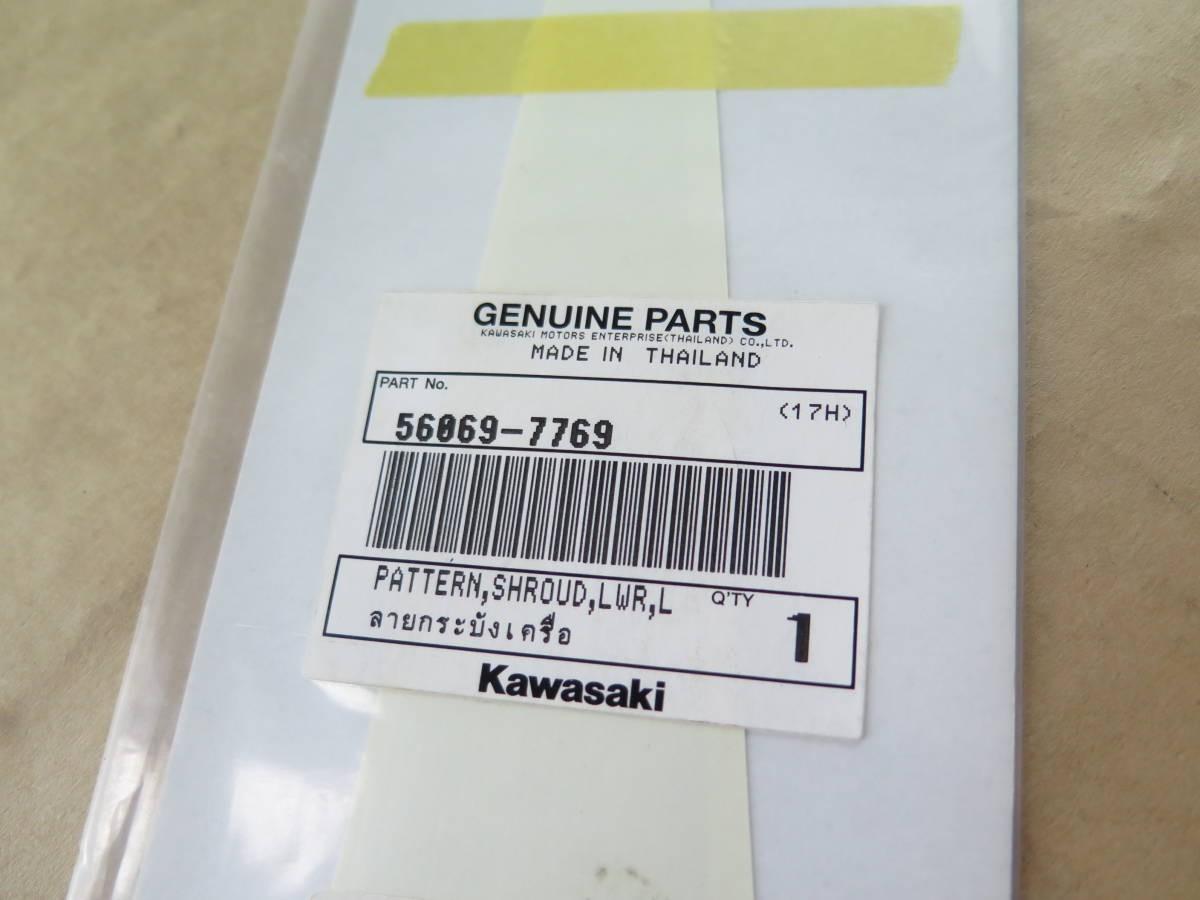 GENUINE PARTS
KAWASAKI MOTORS ENTERPRISE(THAILAND) CO.,LTD.
MADE IN THAILAND
PART No.
56069-7769 (17H)
PATTERN,SHROUD,LWR,L Q'TY
ลายกระบังเครื่อ 1
Kawasaki